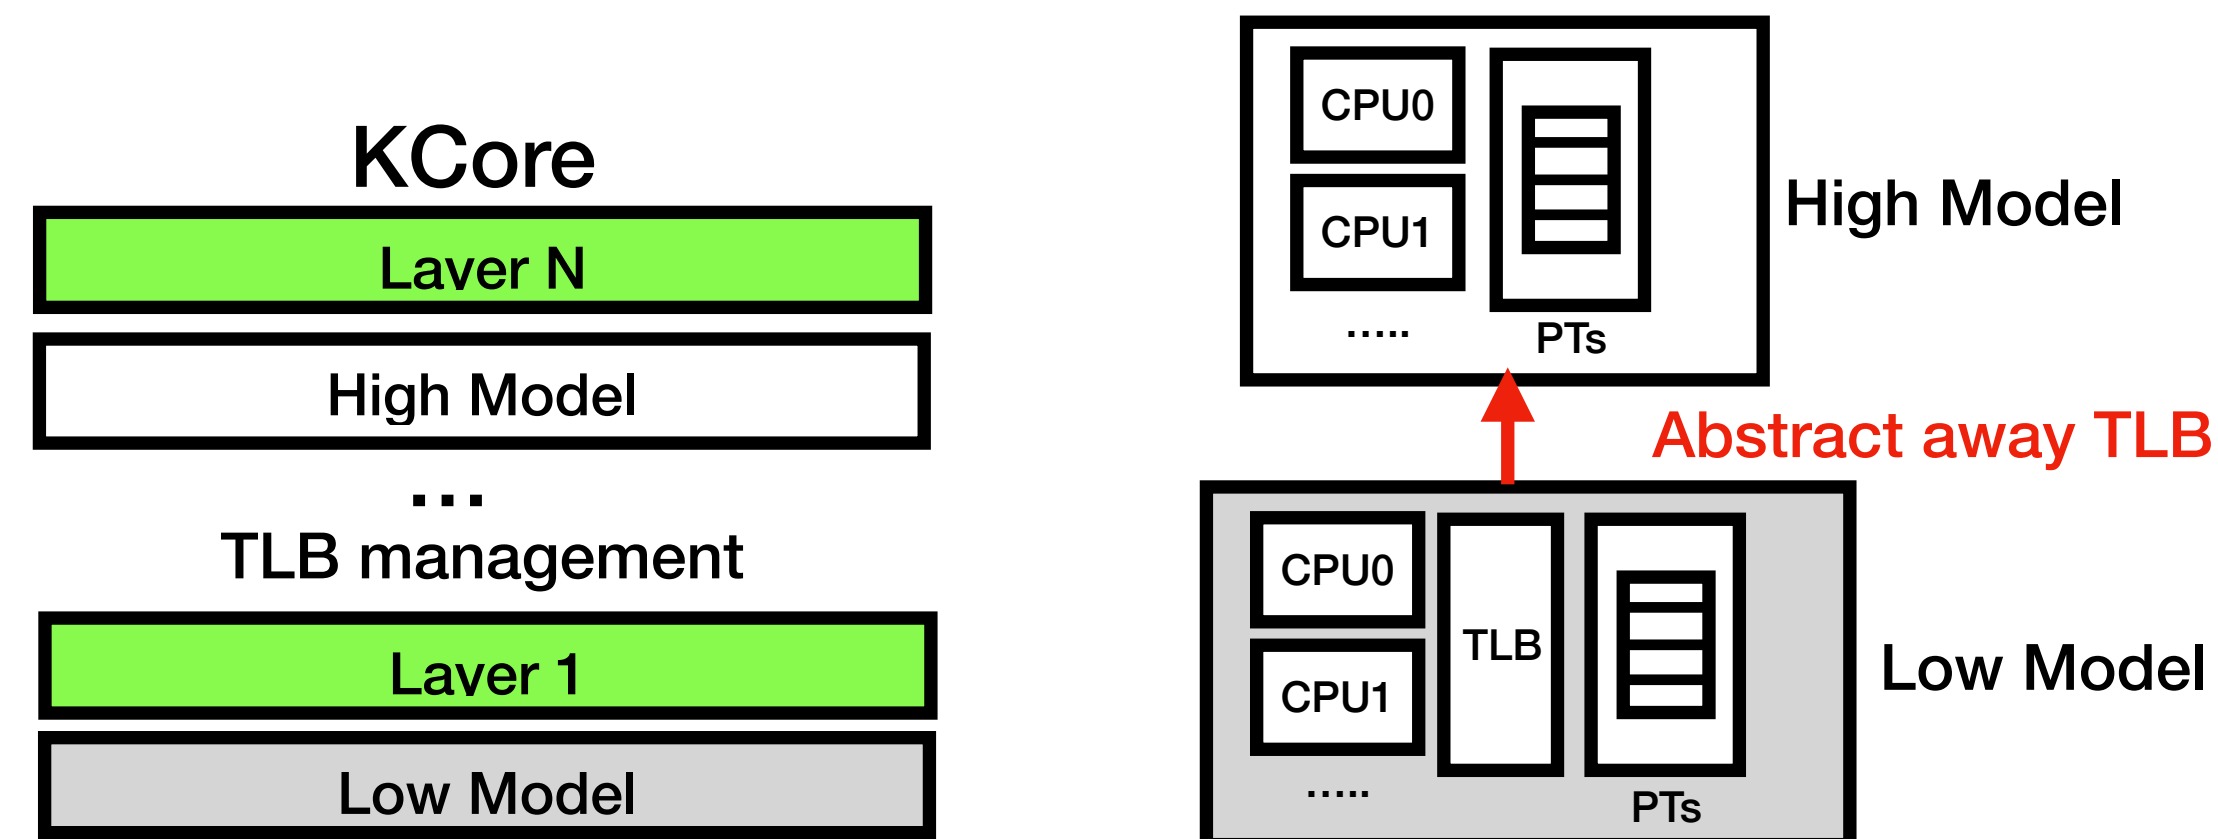 KCore
Laver N
High Model
...
TLB management
Laver 1
Low Model
CPU0
CPU1
.....
PTs
High Model
Abstract away TLB
CPU0
CPU1
.....
TLB
PTs
Low Model